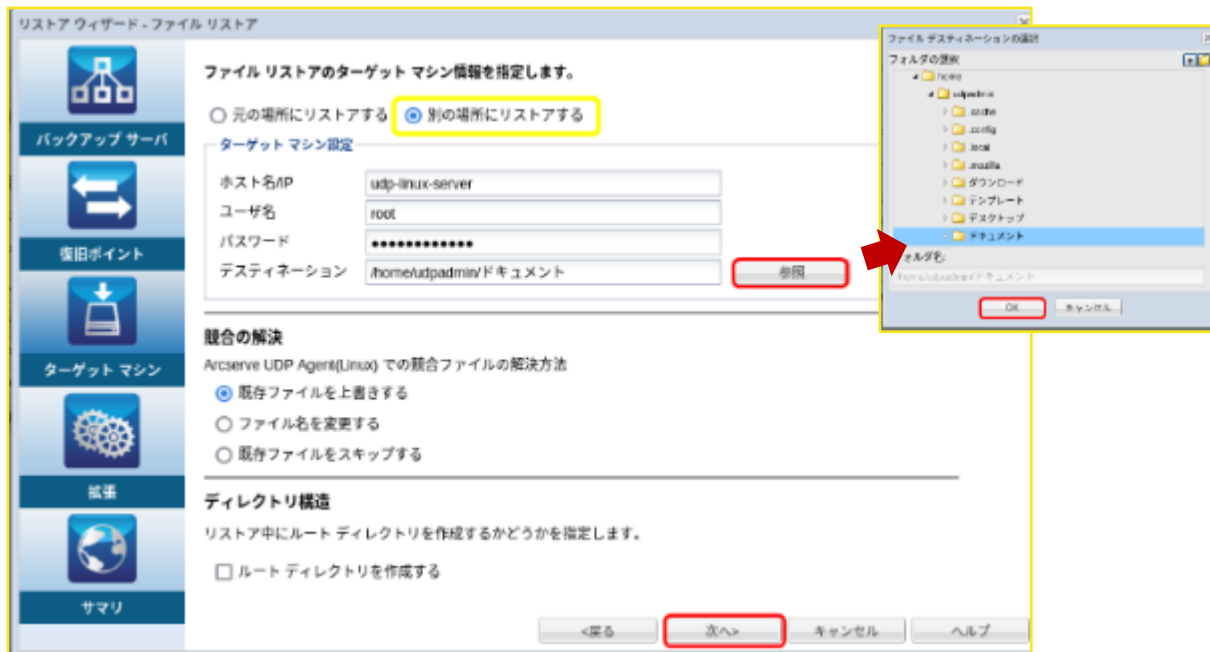 リストア ウィザード - ファイル リストア
バックアップ サーバ
復旧ポイント
ターゲット マシン
拡張
サマリ
ファイル リストアのターゲット マシン情報を指定します。
元の場所にリストアする
別の場所にリストアする
ターゲット マシン設定
ホスト名/IP
udp-linux-server
ユーザ名
root
パスワード
●●●●●●●●●●●●
デスティネーション
/home/udpadmin/ドキュメント
参照
競合の解決
Arcserve UDP Agent(Linux) での競合ファイルの解決方法
既存ファイルを上書きする
ファイル名を変更する
既存ファイルをスキップする
ディレクトリ構造
リストア中にルート ディレクトリを作成するかどうかを指定します。
ルート ディレクトリを作成する
<戻る
次へ>
キャンセル
ヘルプ
ファイル デスティネーションの選択
フォルダの選択
home
udpadmin
.cache
.config
.local
.mozilla
ダウンロード
テンプレート
デスクトップ
ドキュメント
ォルダ名:
/home/udpadmin/ドキュメント
OK
キャンセル